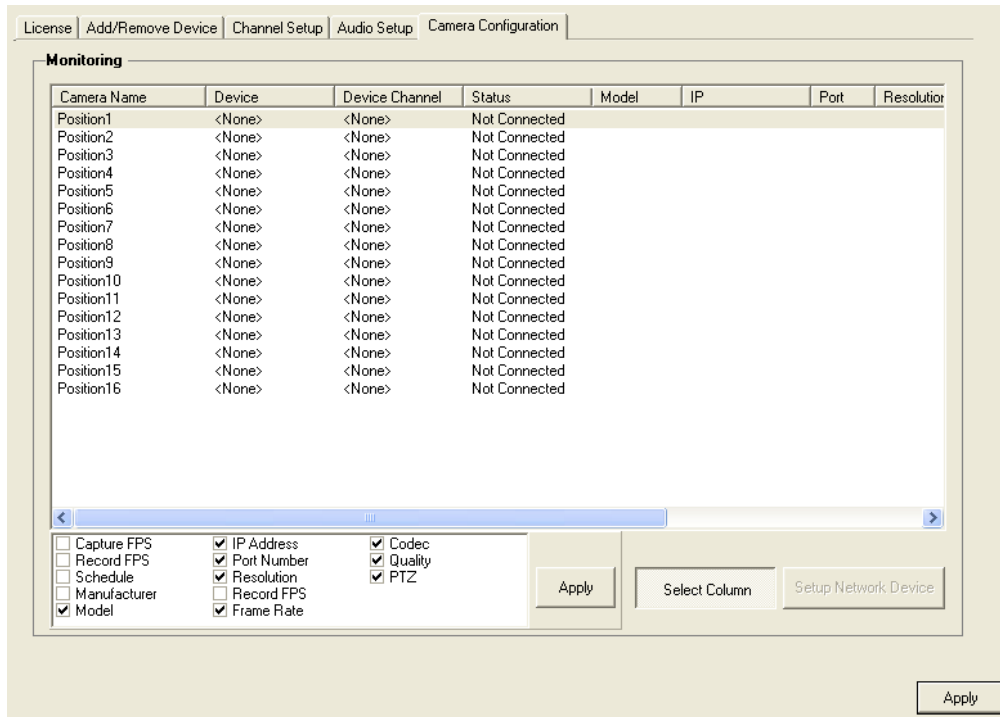 License Add/Remove Device Channel Setup Audio Setup Camera Configuration
Monitoring
Camera Name Device Device Channel Status Model IP Port Resolution
Position1 <None> <None> Not Connected
Position2 <None> <None> Not Connected
Position3 <None> <None> Not Connected
Position4 <None> <None> Not Connected
Position5 <None> <None> Not Connected
Position6 <None> <None> Not Connected
Position7 <None> <None> Not Connected
Position8 <None> <None> Not Connected
Position9 <None> <None> Not Connected
Position10 <None> <None> Not Connected
Position11 <None> <None> Not Connected
Position12 <None> <None> Not Connected
Position13 <None> <None> Not Connected
Position14 <None> <None> Not Connected
Position15 <None> <None> Not Connected
Position16 <None> <None> Not Connected
Capture FPS IP Address Codec
Record FPS Port Number Quality
Schedule Resolution PTZ
Manufacturer Record FPS
Model Frame Rate
Apply Select Column Setup Network Device
Apply